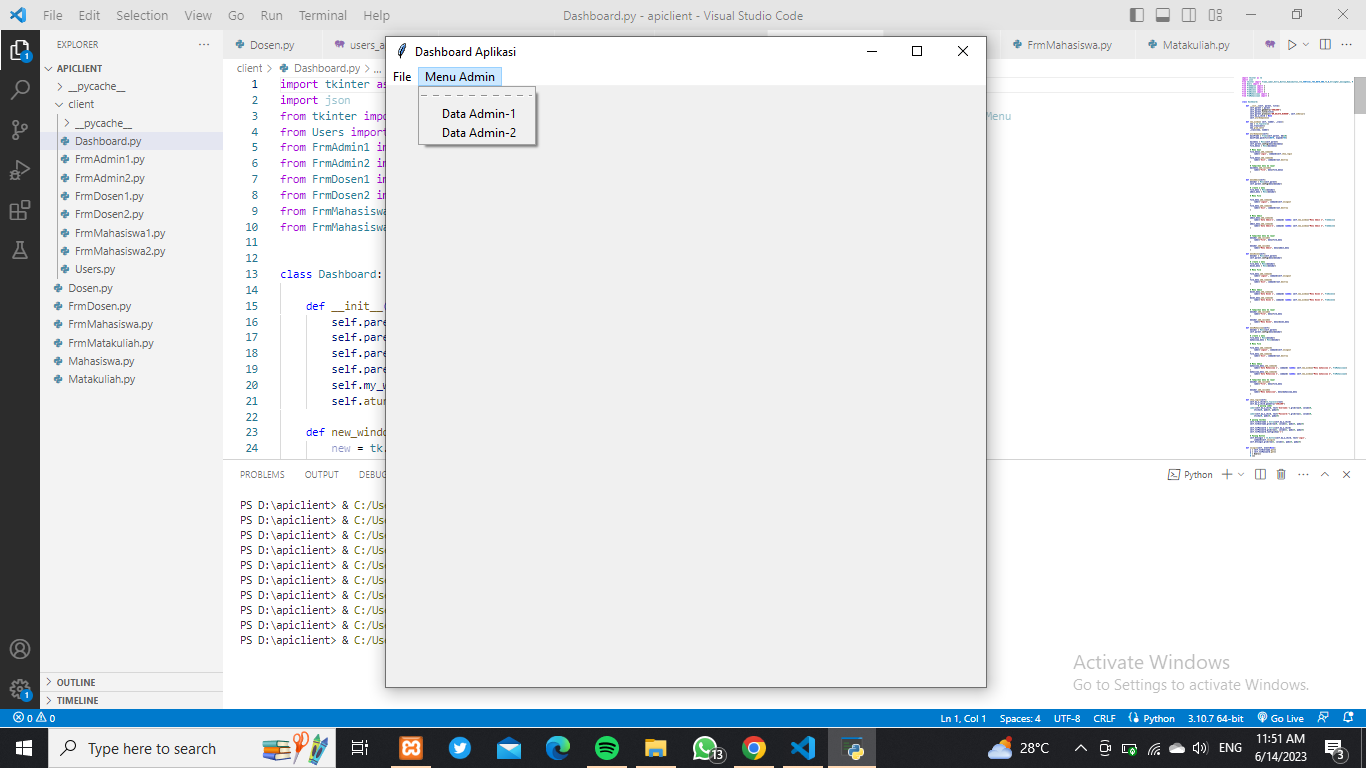 File Edit Selection View Go Run Terminal Help
Dashboard.py - apiclient - Visual Studio Code
EXPLORER
APICLIENT
__pycache__
client
__pycache__
Dashboard.py
FrmAdmin1.py
FrmAdmin2.py
FrmDosen1.py
FrmDosen2.py
FrmMahasiswa1.py
FrmMahasiswa2.py
Users.py
Dosen.py
FrmDosen.py
FrmMahasiswa.py
FrmMatakuliah.py
Mahasiswa.py
Matakuliah.py
OUTLINE
TIMELINE
Dosen.py users_a FrmMahasiswa.py Matakuliah.py
client > Dashboard.py > ...
1 import tkinter as
2 import json
3 from tkinter impo Menu
4 from Users import
5 from FrmAdmin1 im
6 from FrmAdmin2 im
7 from FrmDosen1 im
8 from FrmDosen2 im
9 from FrmMahasiswa
10 from FrmMahasiswa
11
12
13 class Dashboard:
14
15 def __init__(
16 self.pare
17 self.pare
18 self.pare
19 self.pare
20 self.my_w
21 self.atur
22
23 def new_windo
24 new = tk.
Dashboard Aplikasi
File Menu Admin
Data Admin-1
Data Admin-2
PROBLEMS OUTPUT DEBUG
Python
PS D:\apiclient> & C:/Use
PS D:\apiclient> & C:/Use
PS D:\apiclient> & C:/Use
PS D:\apiclient> & C:/Use
PS D:\apiclient> & C:/Use
PS D:\apiclient> & C:/Use
PS D:\apiclient> & C:/Use
PS D:\apiclient> & C:/Use
PS D:\apiclient> & C:/Use
PS D:\apiclient> & C:/Use
Activate Windows
Go to Settings to activate Windows.
0 0 Ln 1, Col 1 Spaces: 4 UTF-8 CRLF Python 3.10.7 64-bit Go Live
Type here to search
13
28°C
ENG
11:51 AM
6/14/2023
3